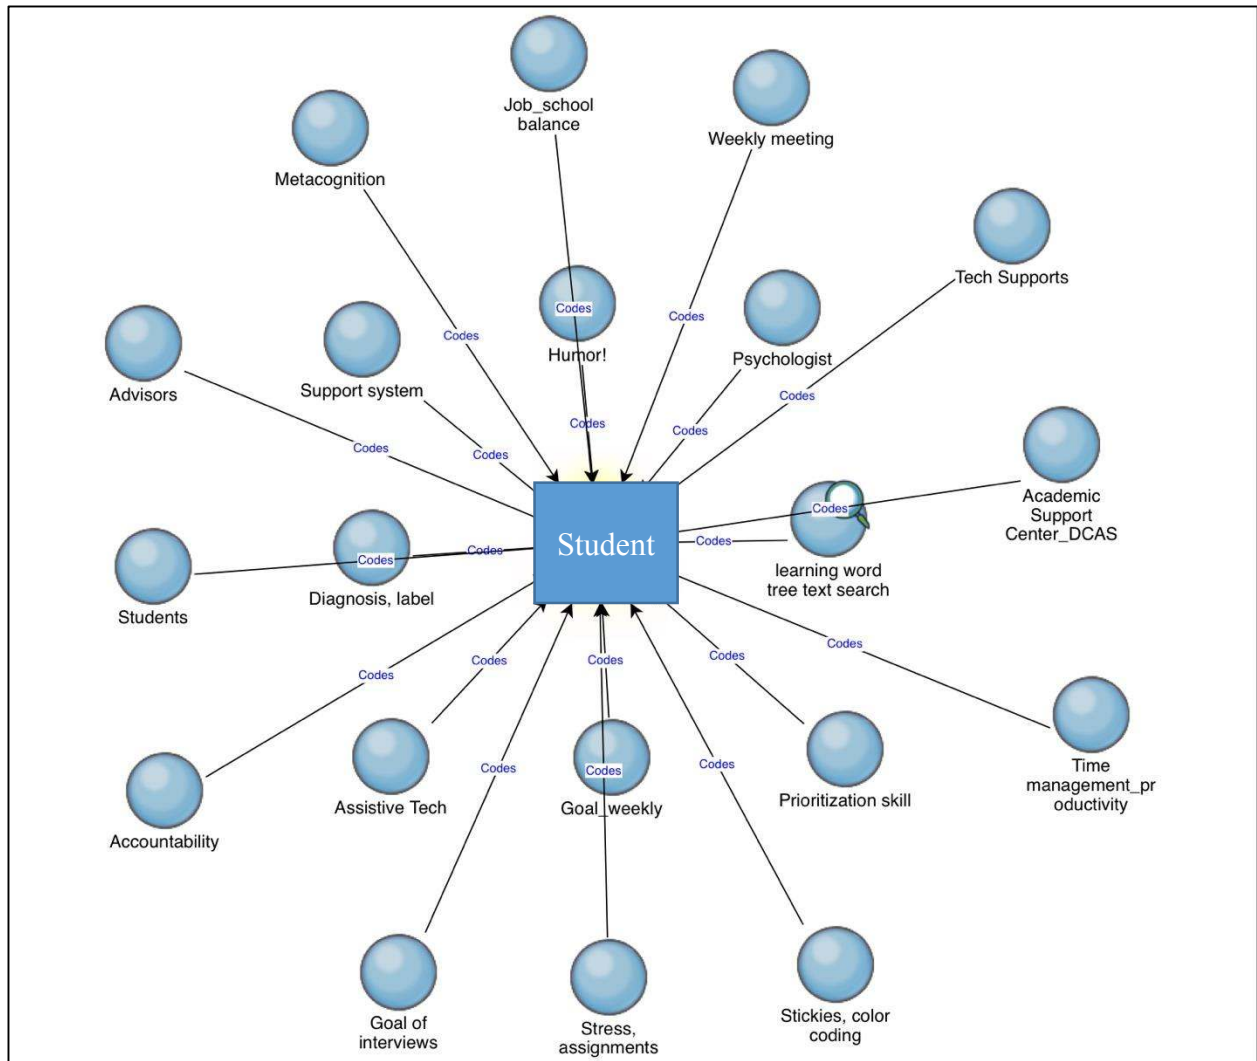 Job_school
balance
Weekly meeting
Metacognition
Tech Supports
Codes
Humor!
Codes
Psychologist
Codes
Advisors
Support system
Codes
Codes
Codes
Codes
Codes
Codes
Academic
Support
Center_DCAS
Codes
Student
Codes
Codes
Codes
learning word
tree text search
Diagnosis, label
Students
Codes
Codes
Codes
Codes
Codes
Codes
Codes
Codes
Codes
Assistive Tech
Goal_weekly
Prioritization skill
Time
management_pr
oductivity
Accountability
Goal of
interviews
Stress,
assignments
Stickies, color
coding